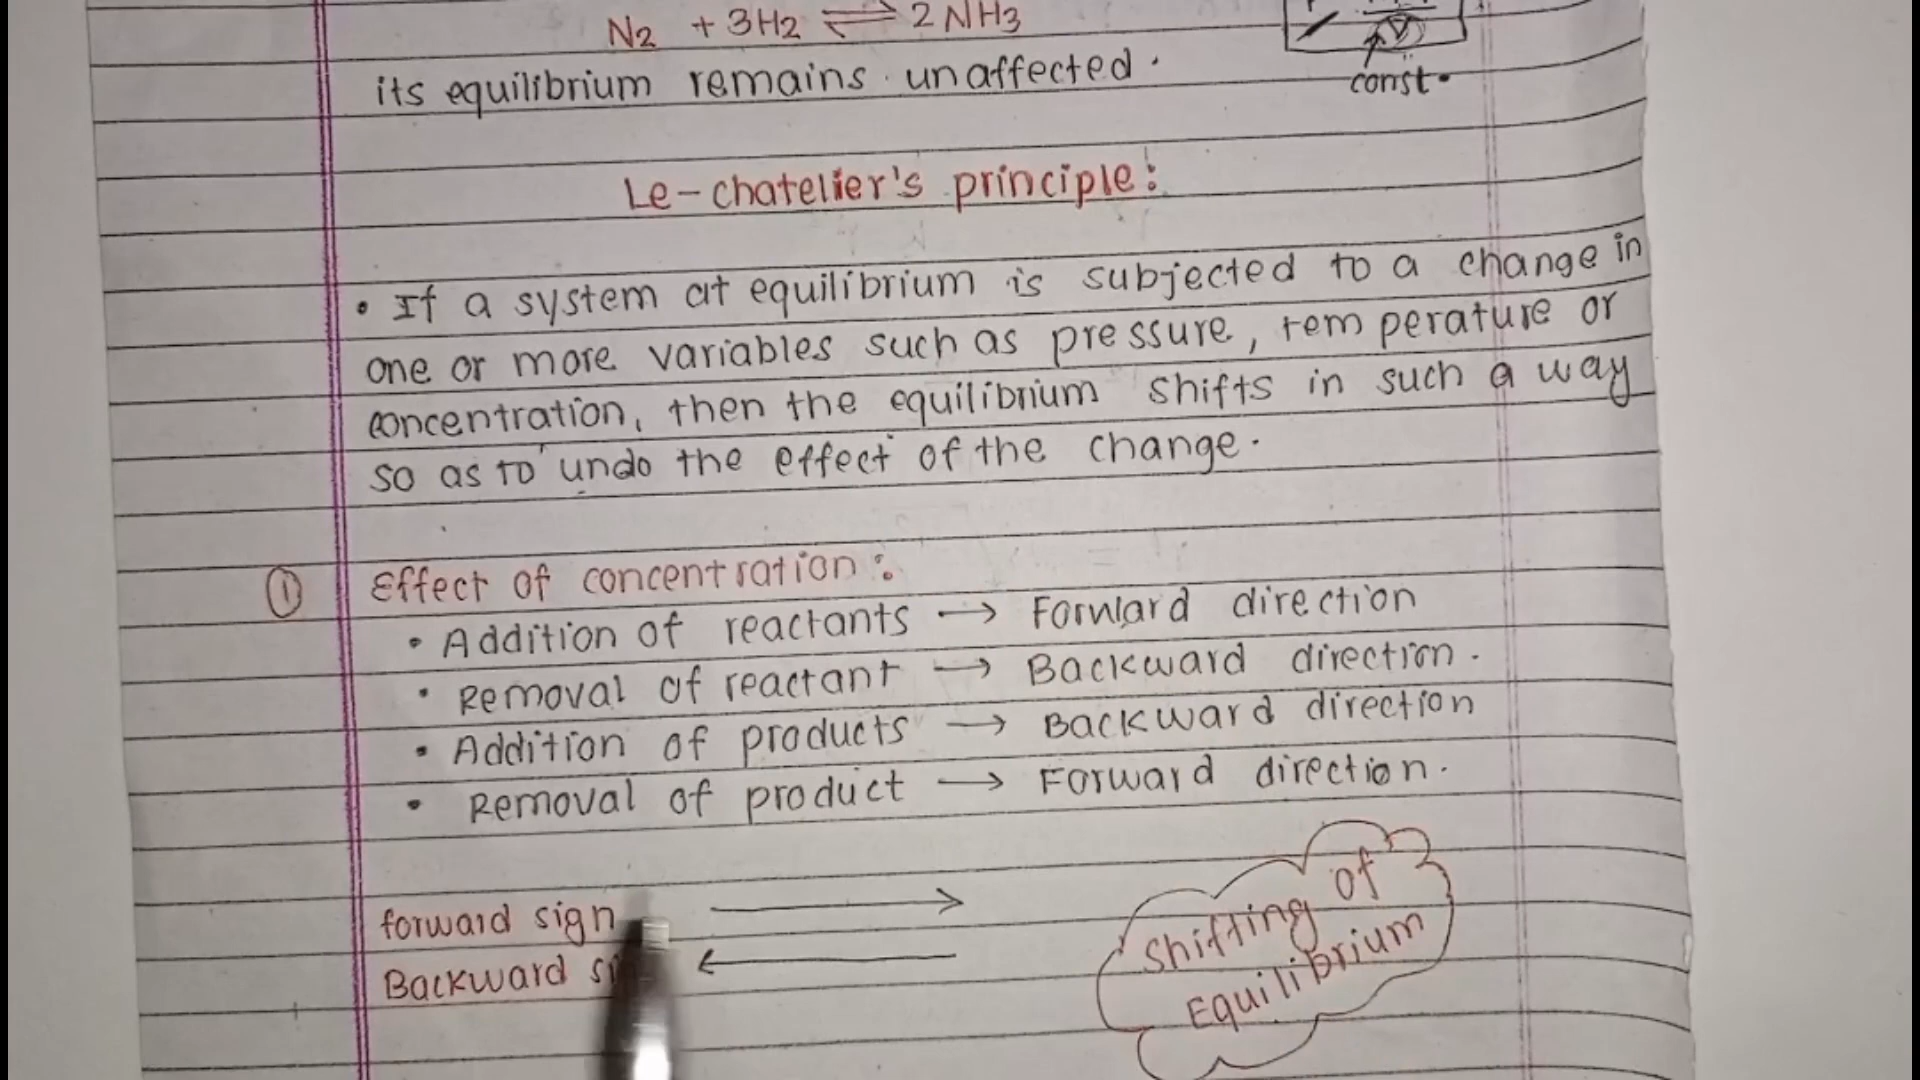 N2 + 3H2 ⇌ 2 NH3
its equilibrium remains unaffected.
const.
Le-chatelier's principle:
• If a system at equilibrium is subjected to a change in
one or more variables such as pressure, temperature or
concentration, then the equilibrium shifts in such a way
so as to undo the effect of the change.
① Effect of concentration:
• Addition of reactants → Forward direction
• Removal of reactant → Backward direction.
• Addition of products → Backward direction
• Removal of product → Forward direction.
forward sign →
Backward ←
Shifting of
Equilibrium